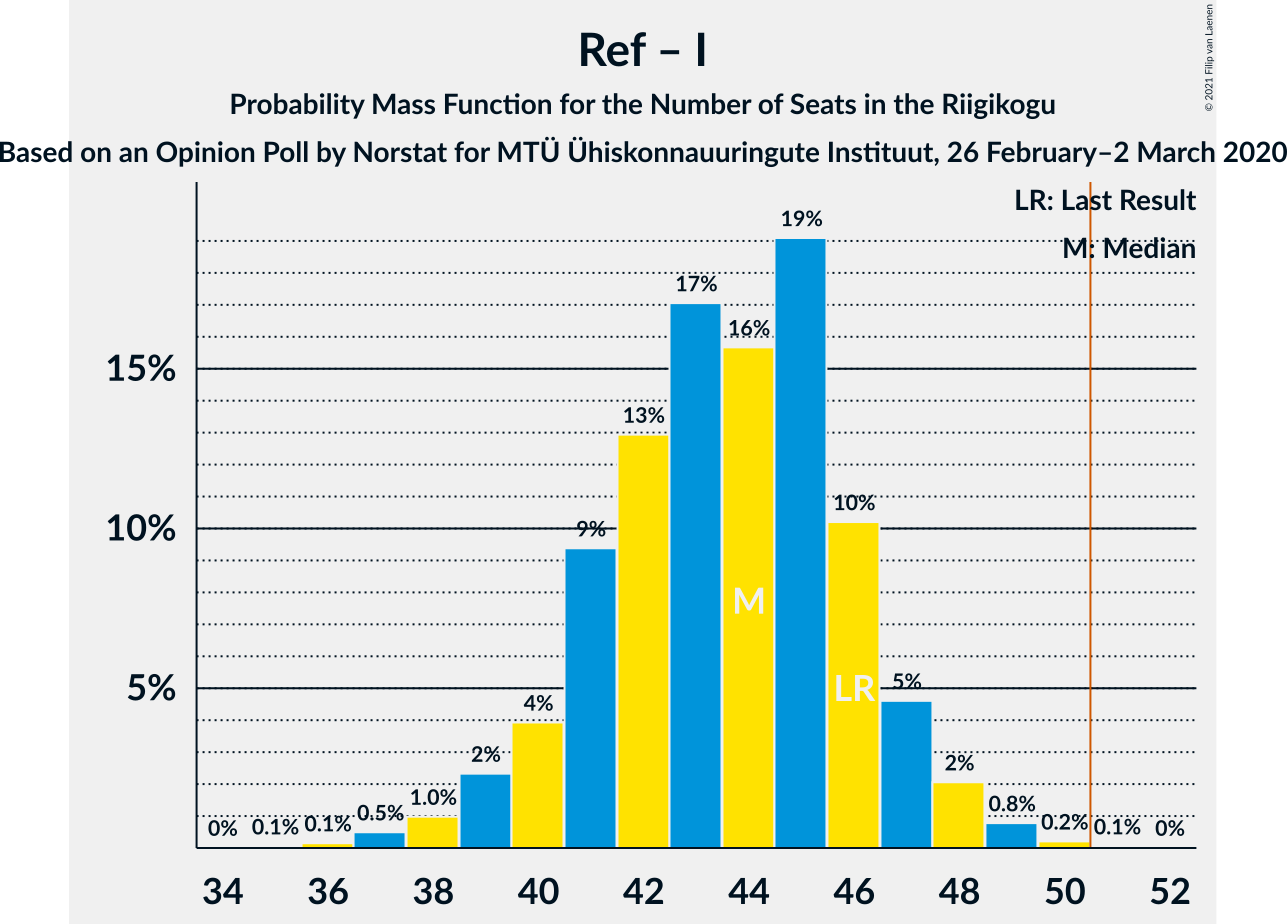 Ref – I
Probability Mass Function for the Number of Seats in the Riigikogu
Based on an Opinion Poll by Norstat for MTÜ Ühiskonnauuringute Instituut, 26 February–2 March 2020
© 2021 Filip van Laenen
LR: Last Result
M: Median
15%
10%
5%
0% 0.1% 0.1% 0.5% 1.0% 2% 4% 9% 13% 17% 16% 19% 10% 5% 2% 0.8% 0.2% 0.1% 0%
M
LR
34 36 38 40 42 44 46 48 50 52